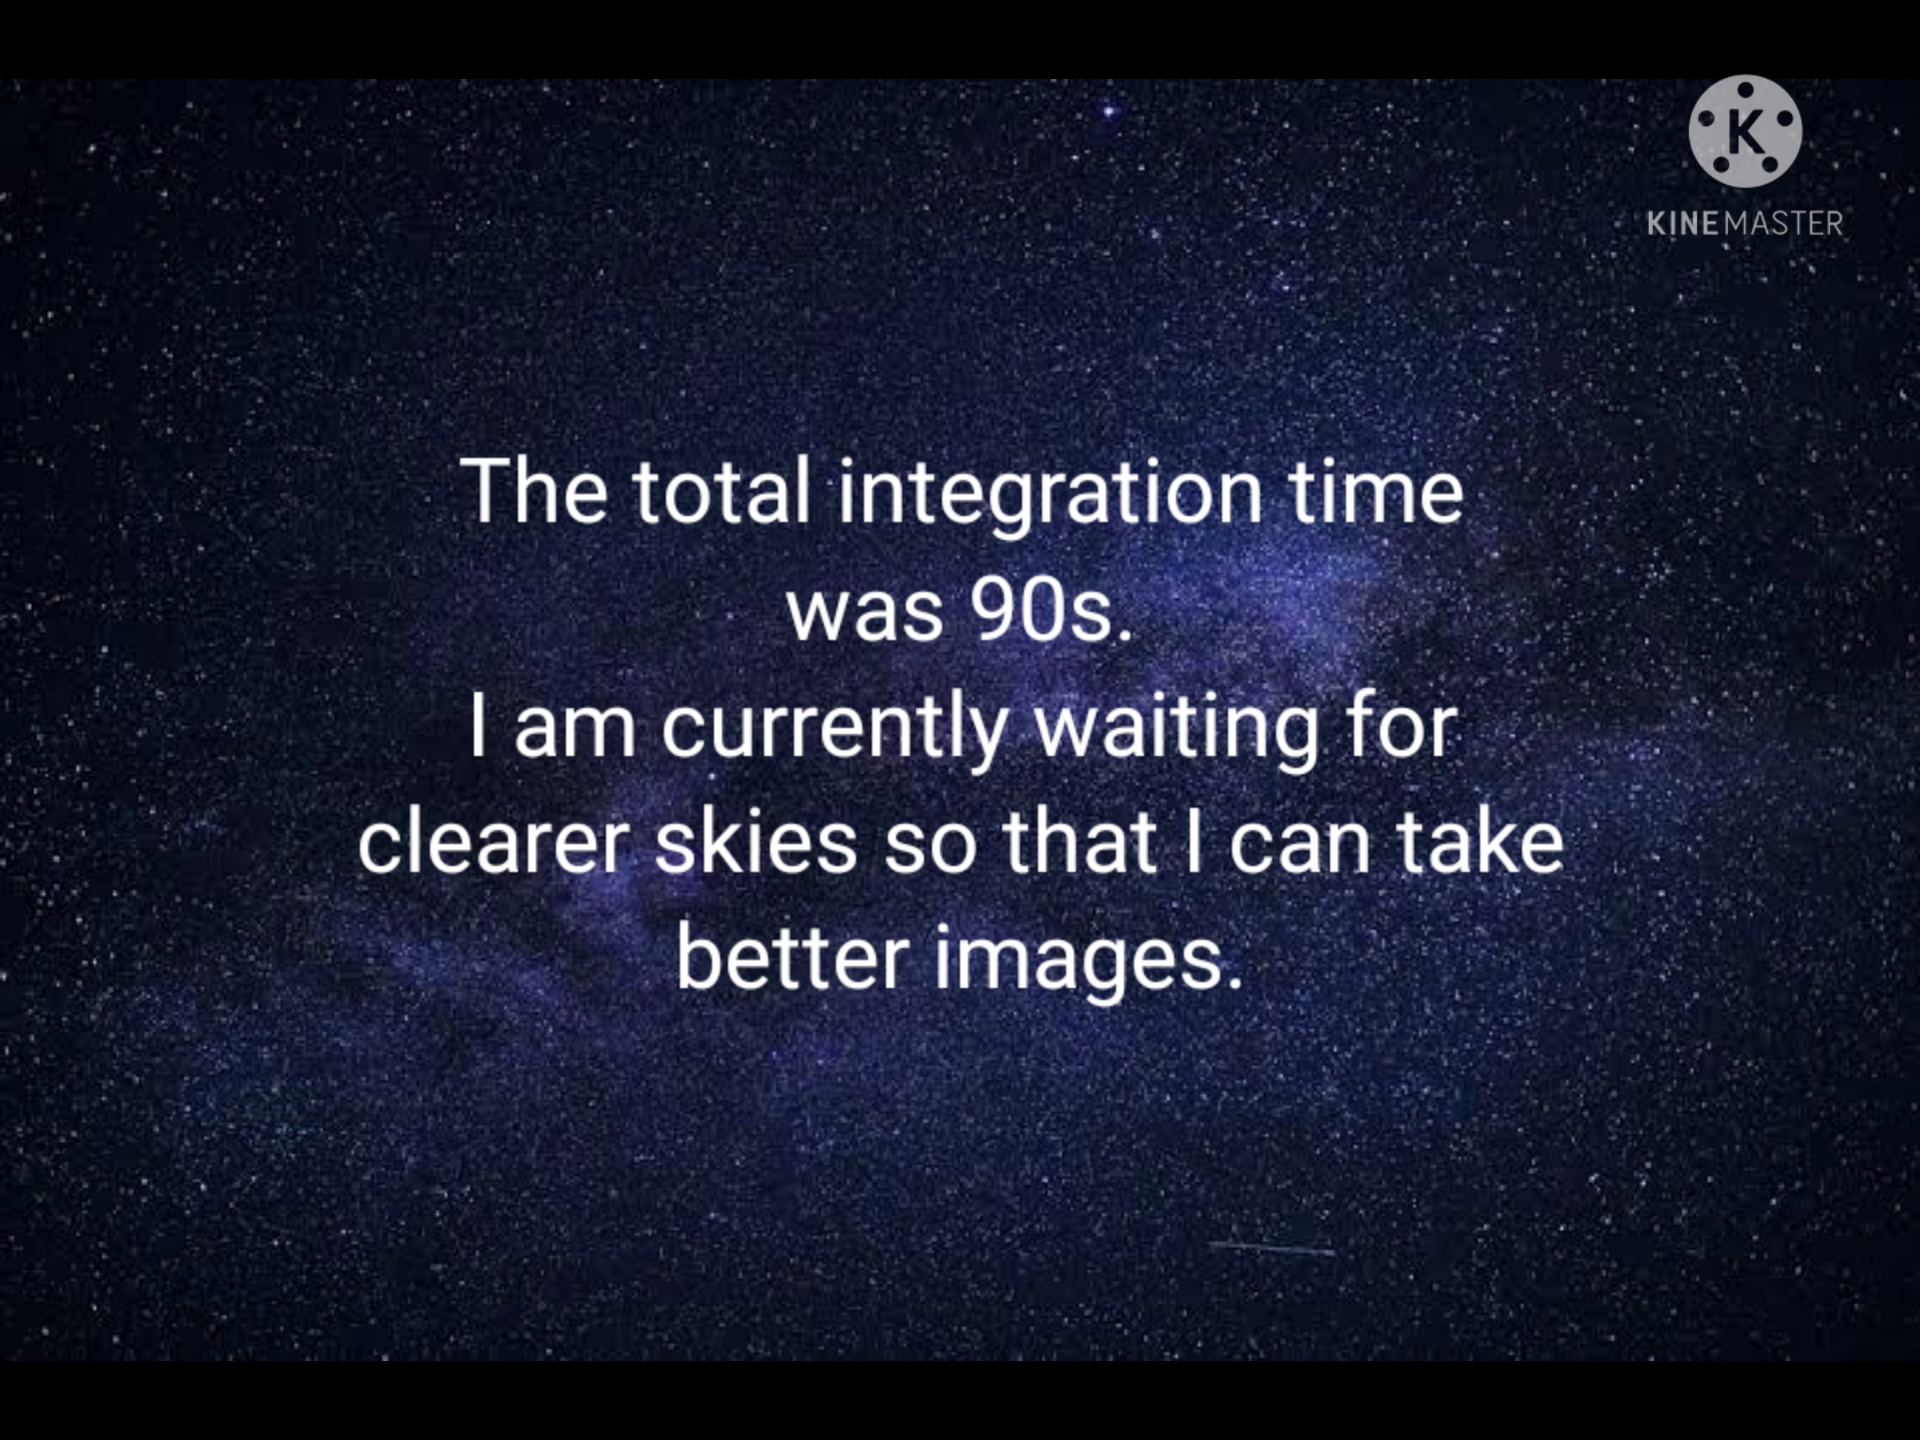 K
KINEMASTER
The total integration time
was 90s.
I am currently waiting for
clearer skies so that I can take
better images.